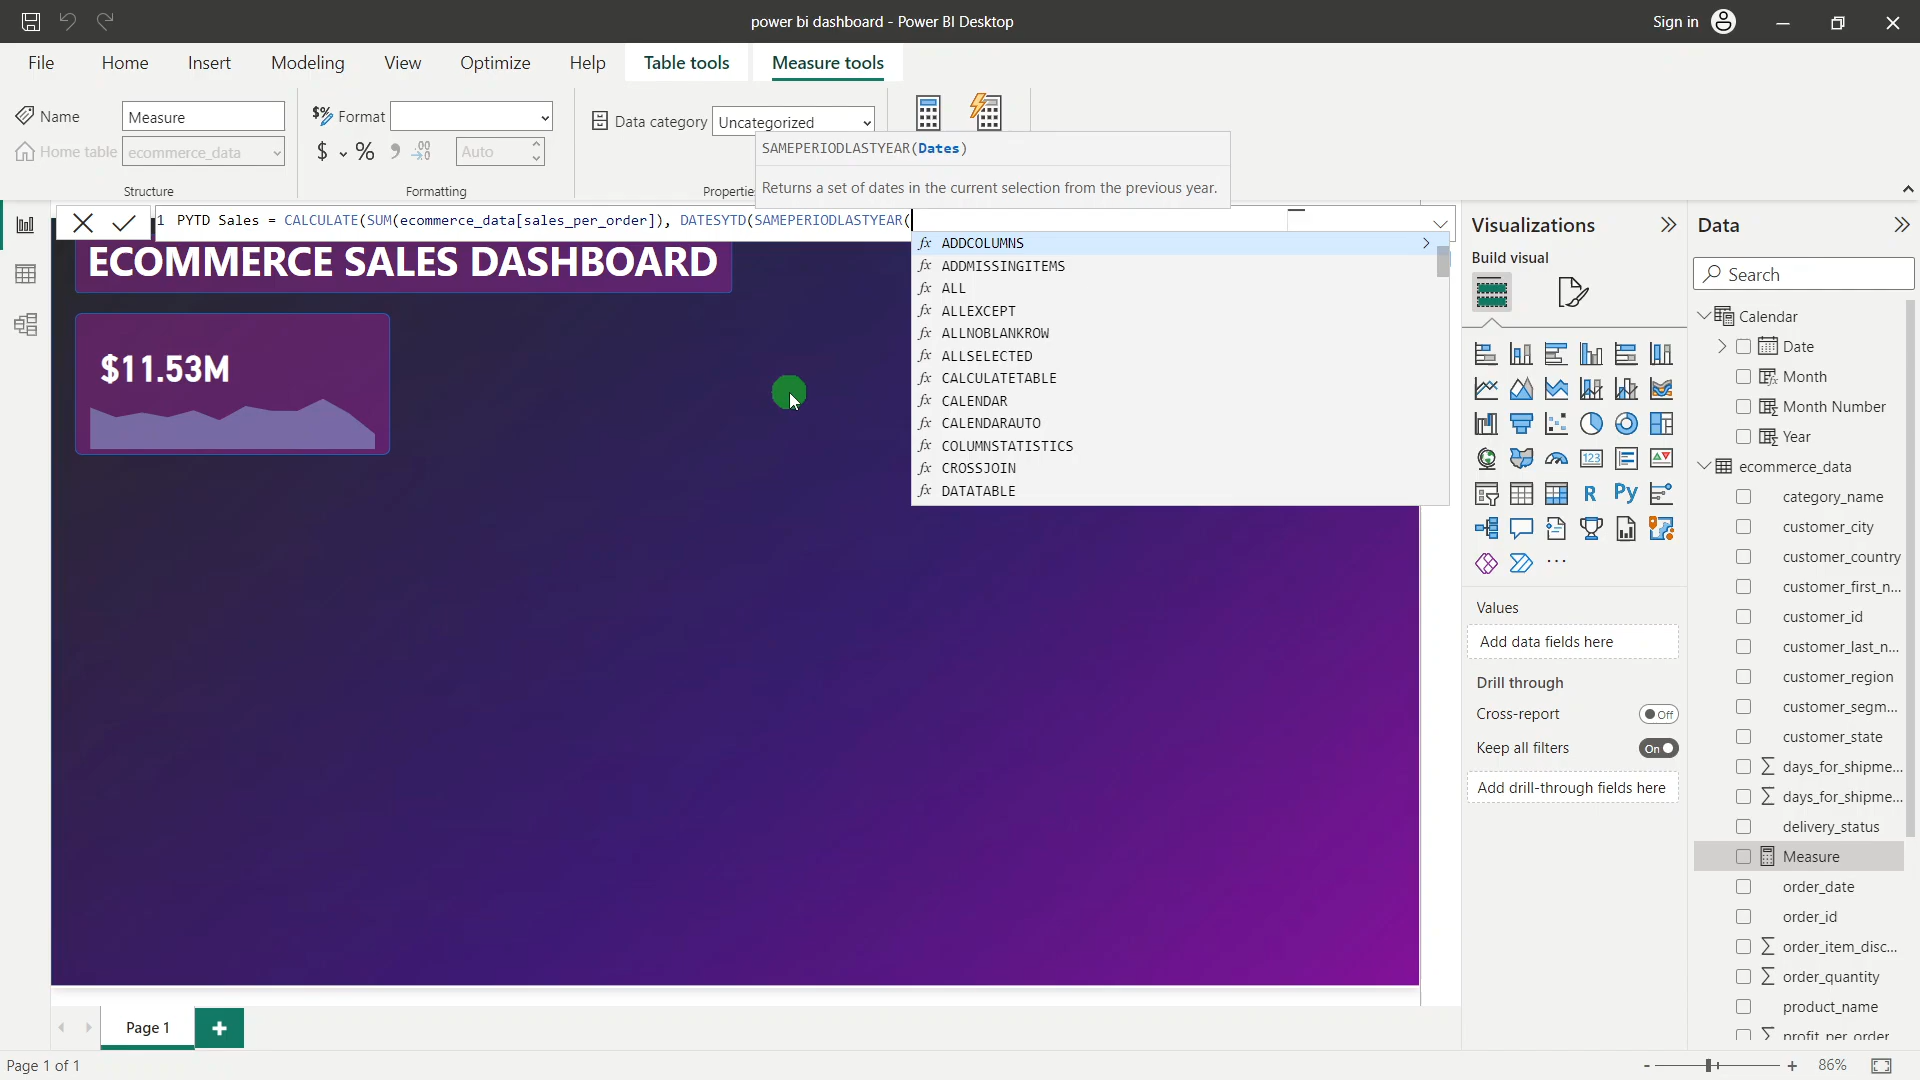 power bi dashboard - Power BI Desktop
Sign in
File
Home
Insert
Modeling
View
Optimize
Help
Table tools
Measure tools
Name
Measure
Format
Data category
Uncategorized
Home table
ecommerce_data
$
%
Auto
Structure
Formatting
SAMEPERIODLASTYEAR(Dates)
Returns a set of dates in the current selection from the previous year.
1 PYTD Sales = CALCULATE(SUM(ecommerce_data[sales_per_order]), DATESYTD(SAMEPERIODLASTYEAR(
ADDCOLUMNS
ADDMISSINGITEMS
ALL
ALLEXCEPT
ALLNOBLANKROW
ALLSELECTED
CALCULATETABLE
CALENDAR
CALENDARAUTO
COLUMNSTATISTICS
CROSSJOIN
DATATABLE
ECOMMERCE SALES DASHBOARD
$11.53M
Visualizations
Build visual
Values
Add data fields here
Drill through
Cross-report
Off
Keep all filters
On
Add drill-through fields here
Data
Search
Calendar
Date
Month
Month Number
Year
ecommerce_data
category_name
customer_city
customer_country
customer_first_n...
customer_id
customer_last_n...
customer_region
customer_segm...
customer_state
days_for_shipme...
days_for_shipme...
delivery_status
Measure
order_date
order_id
order_item_disc...
order_quantity
product_name
profit_per_order
Page 1
Page 1 of 1
86%